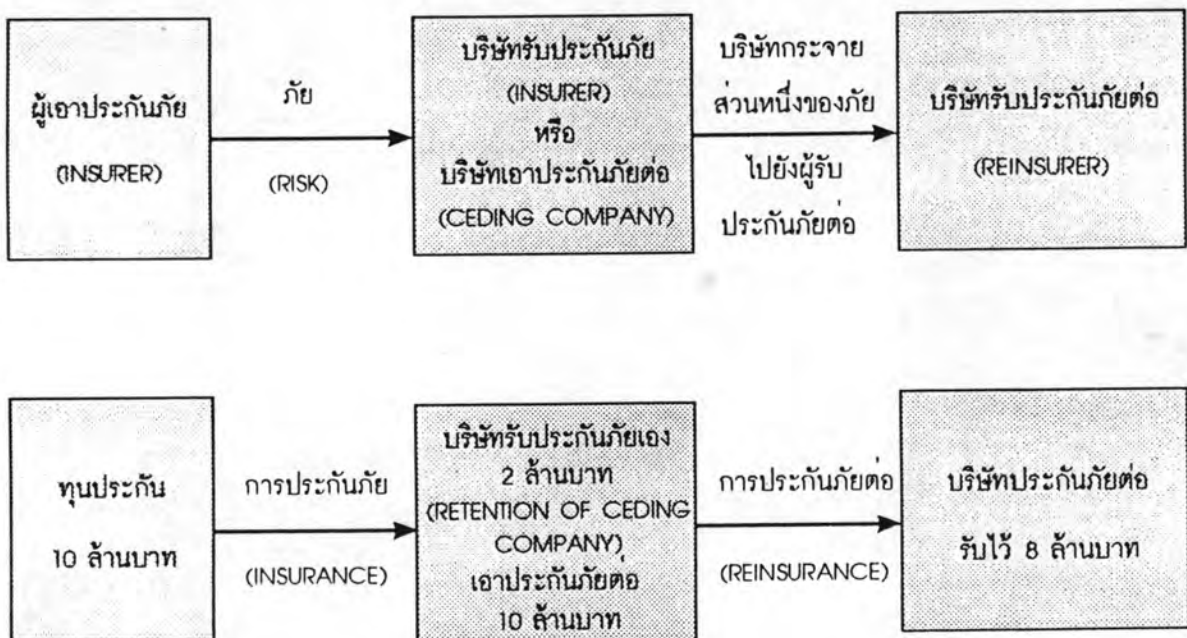 ผู้เอาประกันภัย
(INSURER)
ภัย
(RISK)
บริษัทรับประกันภัย
(INSURER)
หรือ
บริษัทเอาประกันภัยต่อ
(CEDING COMPANY)
บริษัทกระจาย
ส่วนหนึ่งของภัย
ไปยังผู้รับ
ประกันภัยต่อ
บริษัทรับประกันภัยต่อ
(REINSURER)
ทุนประกัน
10 ล้านบาท
การประกันภัย
(INSURANCE)
บริษัทรับประกันภัยเอง
2 ล้านบาท
(RETENTION OF CEDING
COMPANY)
เอาประกันภัยต่อ
10 ล้านบาท
การประกันภัยต่อ
(REINSURANCE)
บริษัทประกันภัยต่อ
รับไว้ 8 ล้านบาท